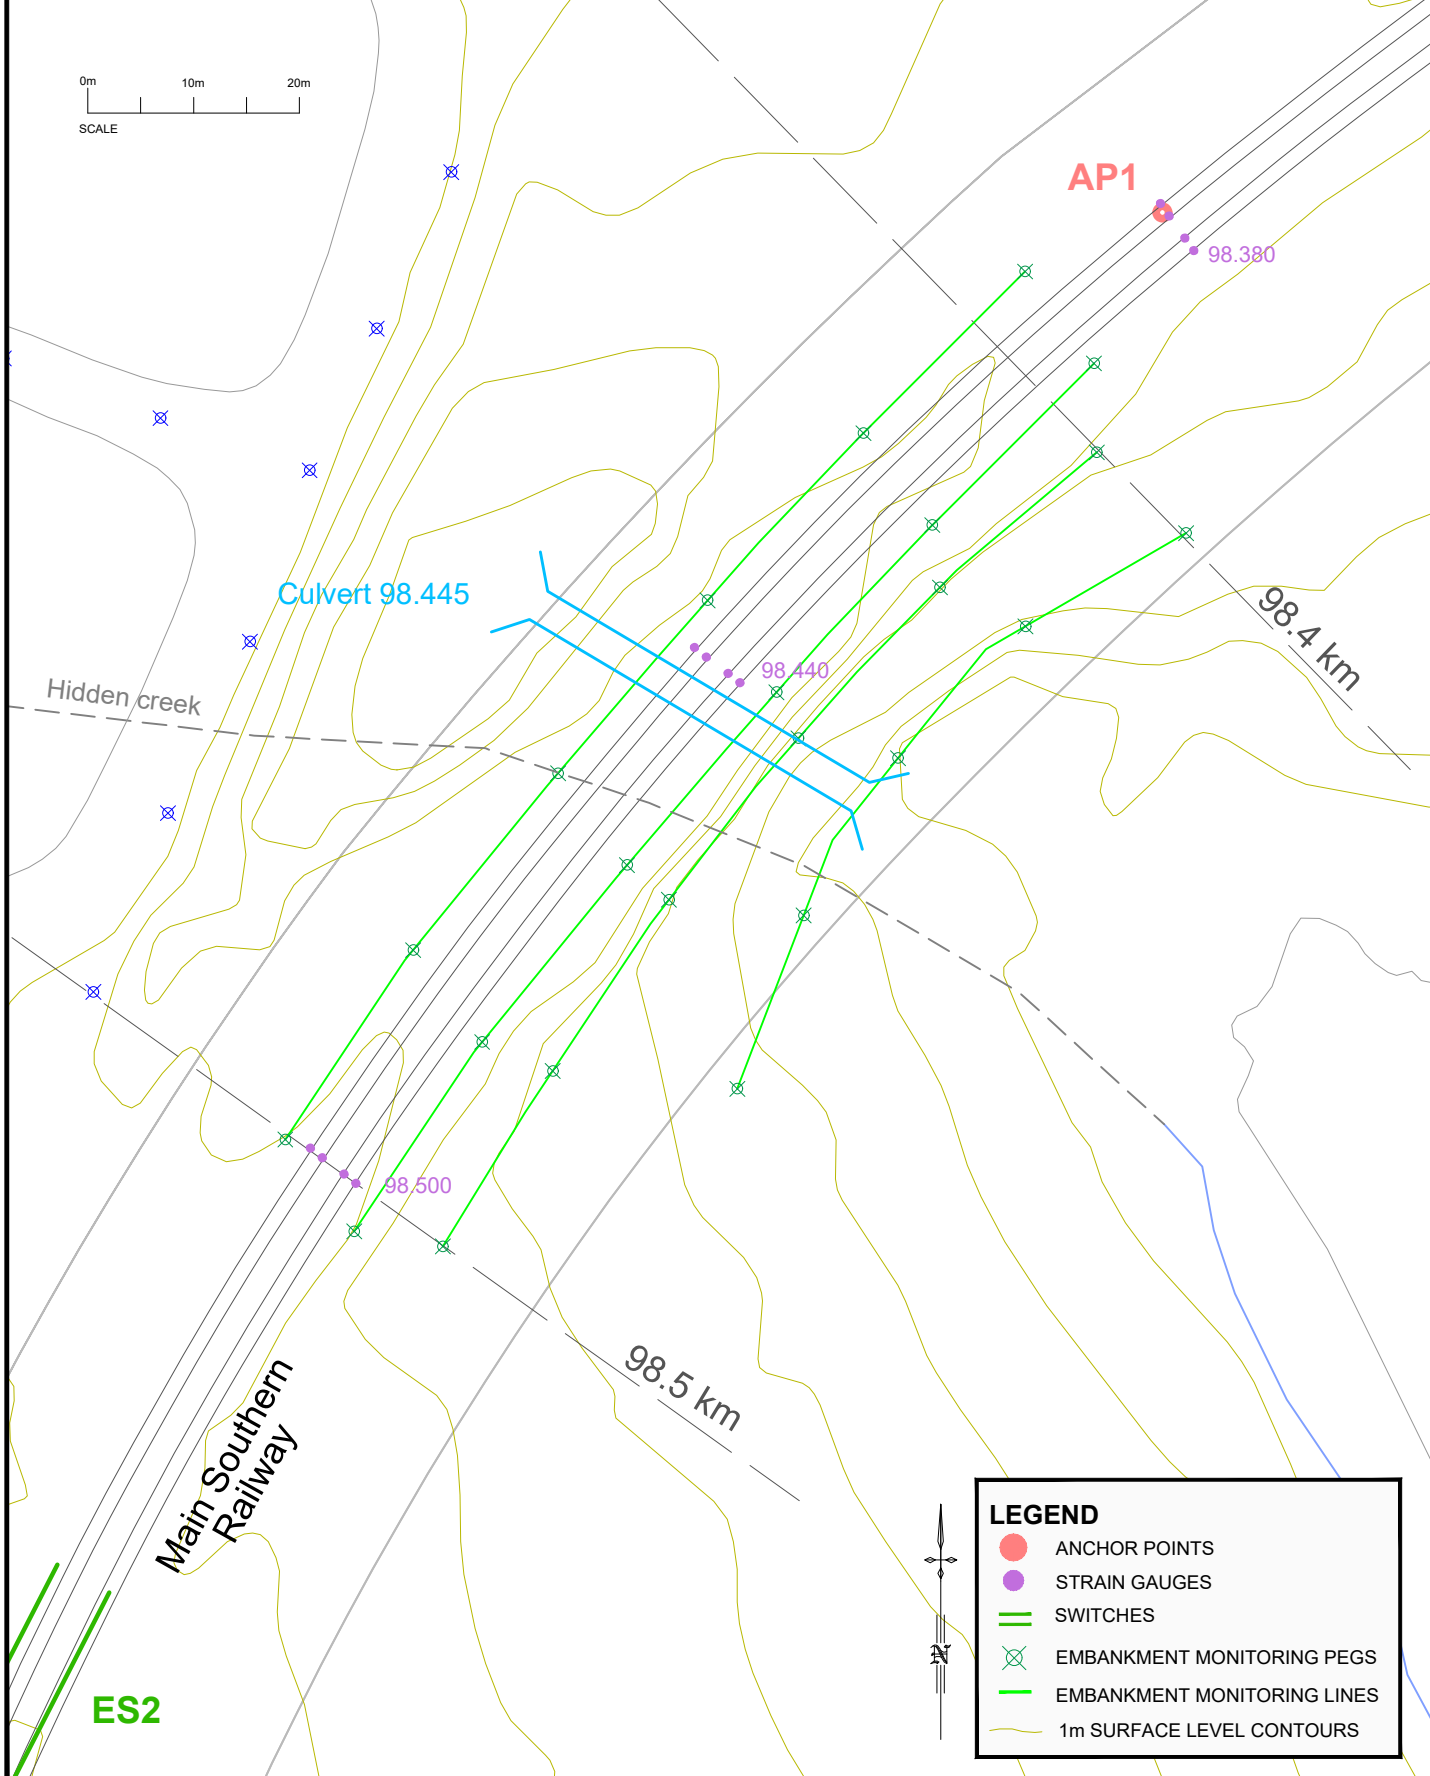 0m 10m 20m
SCALE
AP1
98.380
Culvert 98.445
98.4 km
98.440
Hidden creek
98.500
98.5 km
Main Southern
Railway
ES2
N
LEGEND
ANCHOR POINTS
STRAIN GAUGES
SWITCHES
EMBANKMENT MONITORING PEGS
EMBANKMENT MONITORING LINES
1m SURFACE LEVEL CONTOURS